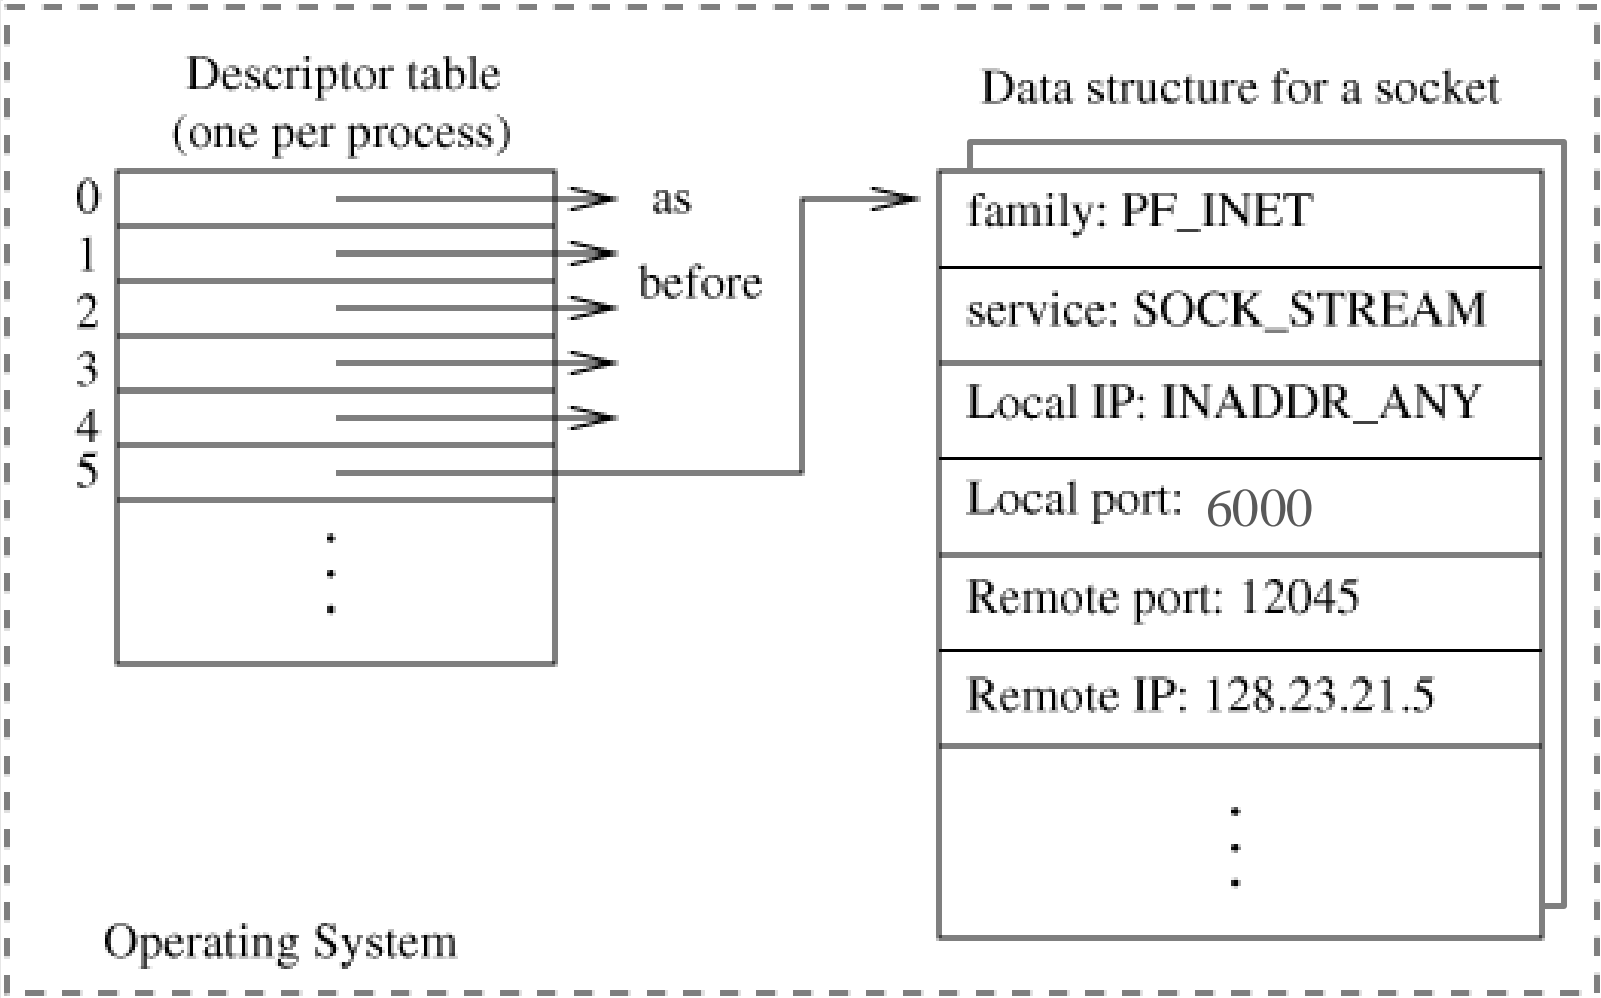 Descriptor table
(one per process)
0
1
2
3
4
5
as
before
Data structure for a socket
family: PF_INET
service: SOCK_STREAM
Local IP: INADDR_ANY
Local port: 6000
Remote port: 12045
Remote IP: 128.23.21.5
Operating System